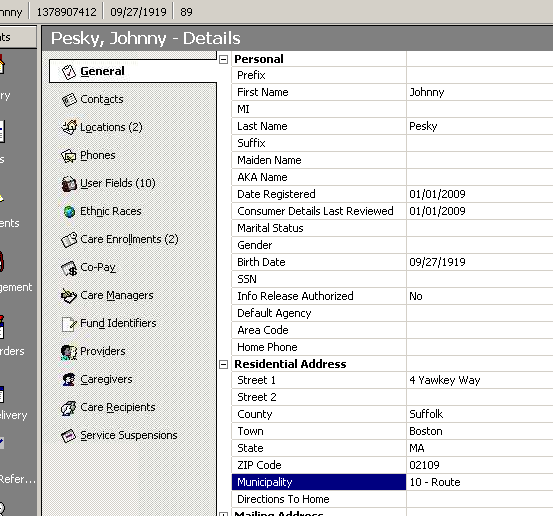 nny 1378907412 09/27/1919 89
Pesky, Johnny - Details
General
Contacts
Locations (2)
Phones
User Fields (10)
Ethnic Races
Care Enrollments (2)
Co-Pay
Care Managers
Fund Identifiers
Providers
Caregivers
Care Recipients
Service Suspensions
nts
ry
s
ents
gement
orders
elivery
Refer...
Personal
Prefix
First Name Johnny
MI
Last Name Pesky
Suffix
Maiden Name
AKA Name
Date Registered 01/01/2009
Consumer Details Last Reviewed 01/01/2009
Marital Status
Gender
Birth Date 09/27/1919
SSN
Info Release Authorized No
Default Agency
Area Code
Home Phone
Residential Address
Street 1 4 Yawkey Way
Street 2
County Suffolk
Town Boston
State MA
ZIP Code 02109
Municipality 10 - Route
Directions To Home
Mailing Address